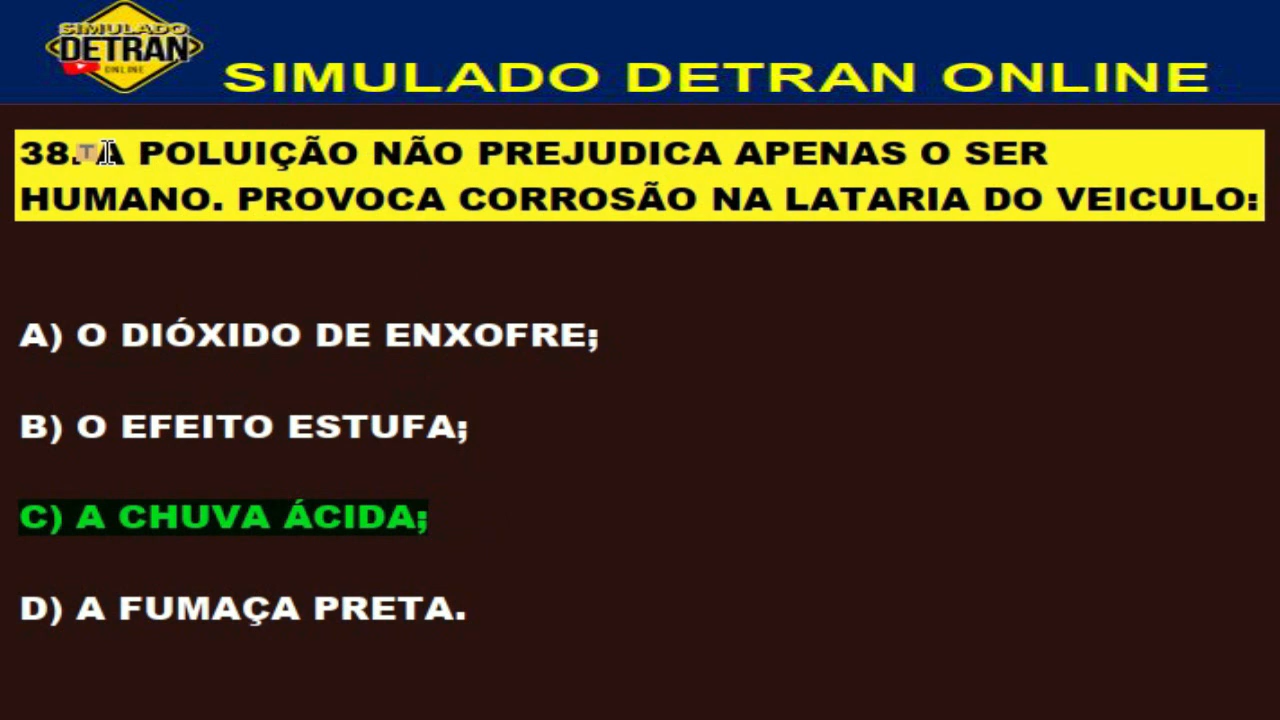 SIMULADO
DETRAN
ONLINE
SIMULADO DETRAN ONLINE
38. A POLUIÇÃO NÃO PREJUDICA APENAS O SER
HUMANO. PROVOCA CORROSÃO NA LATARIA DO VEICULO:
A) O DIÓXIDO DE ENXOFRE;
B) O EFEITO ESTUFA;
C) A CHUVA ÁCIDA;
D) A FUMAÇA PRETA.